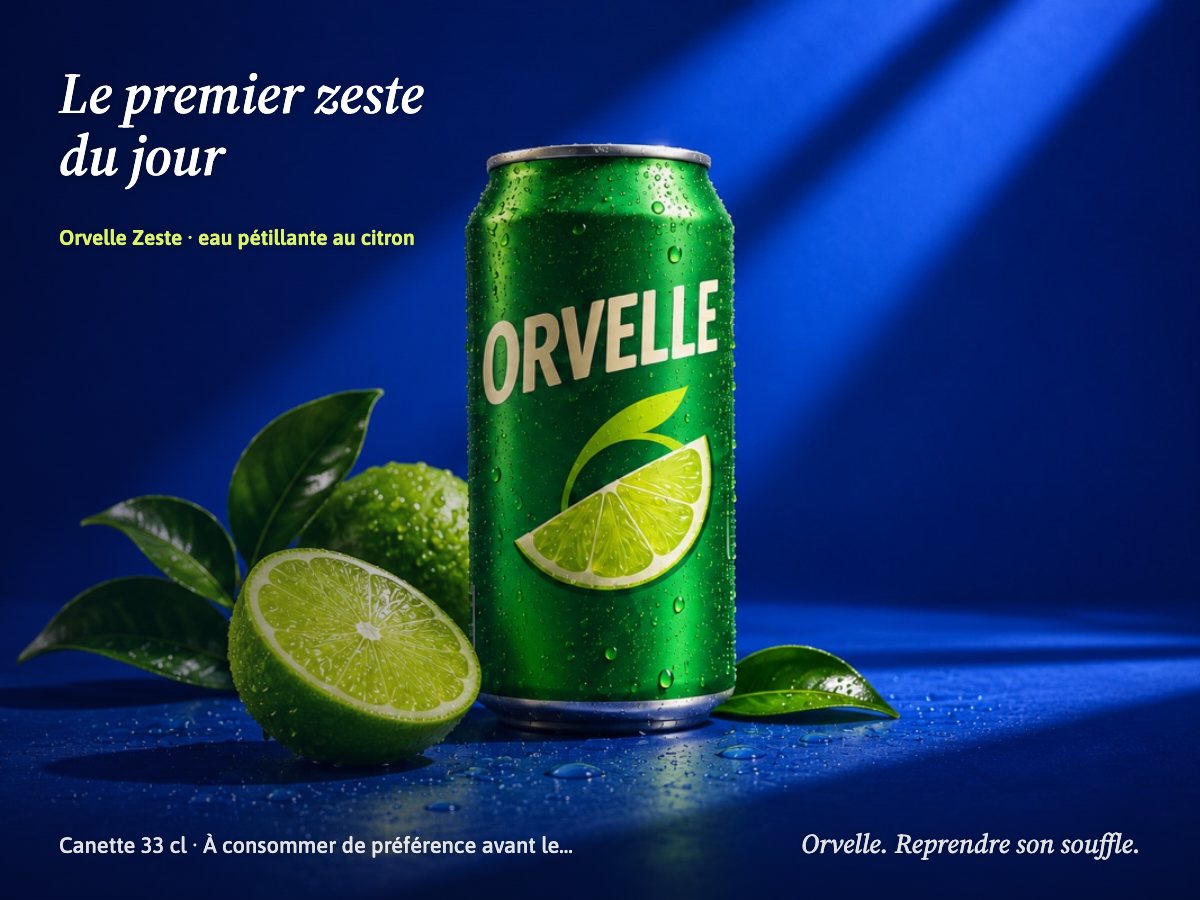 Le premier zeste
du jour
Orvelle Zeste · eau pétillante au citron
ORVELLE
Canette 33 cl · À consommer de préférence avant le…
Orvelle. Reprendre son souffle.